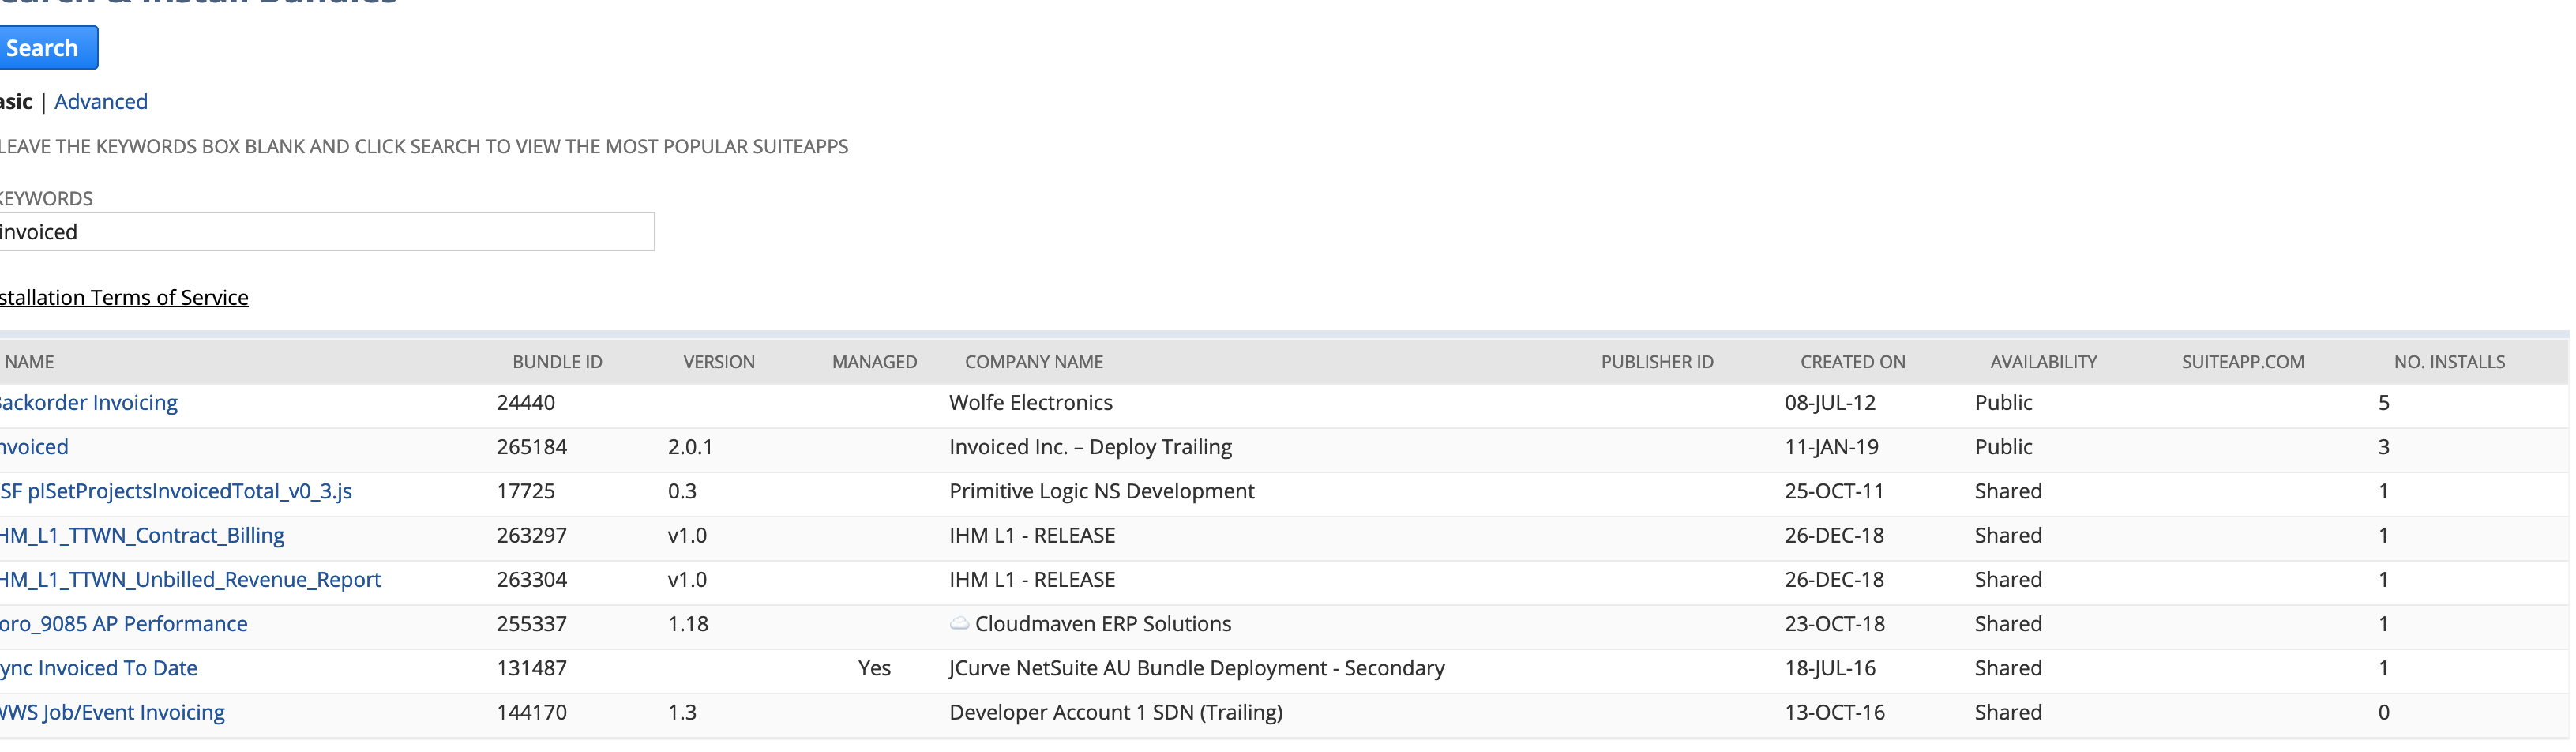 Search
asic | Advanced
LEAVE THE KEYWORDS BOX BLANK AND CLICK SEARCH TO VIEW THE MOST POPULAR SUITEAPPS
KEYWORDS
invoiced
stallation Terms of Service
NAME BUNDLE ID VERSION MANAGED COMPANY NAME PUBLISHER ID CREATED ON AVAILABILITY SUITEAPP.COM NO. INSTALLS
Backorder Invoicing 24440 Wolfe Electronics 08-JUL-12 Public 5
nvoiced 265184 2.0.1 Invoiced Inc. – Deploy Trailing 11-JAN-19 Public 3
SF plSetProjectsInvoicedTotal_v0_3.js 17725 0.3 Primitive Logic NS Development 25-OCT-11 Shared 1
HM_L1_TTWN_Contract_Billing 263297 v1.0 IHM L1 - RELEASE 26-DEC-18 Shared 1
HM_L1_TTWN_Unbilled_Revenue_Report 263304 v1.0 IHM L1 - RELEASE 26-DEC-18 Shared 1
oro_9085 AP Performance 255337 1.18 Cloudmaven ERP Solutions 23-OCT-18 Shared 1
ync Invoiced To Date 131487 Yes JCurve NetSuite AU Bundle Deployment - Secondary 18-JUL-16 Shared 1
WWS Job/Event Invoicing 144170 1.3 Developer Account 1 SDN (Trailing) 13-OCT-16 Shared 0